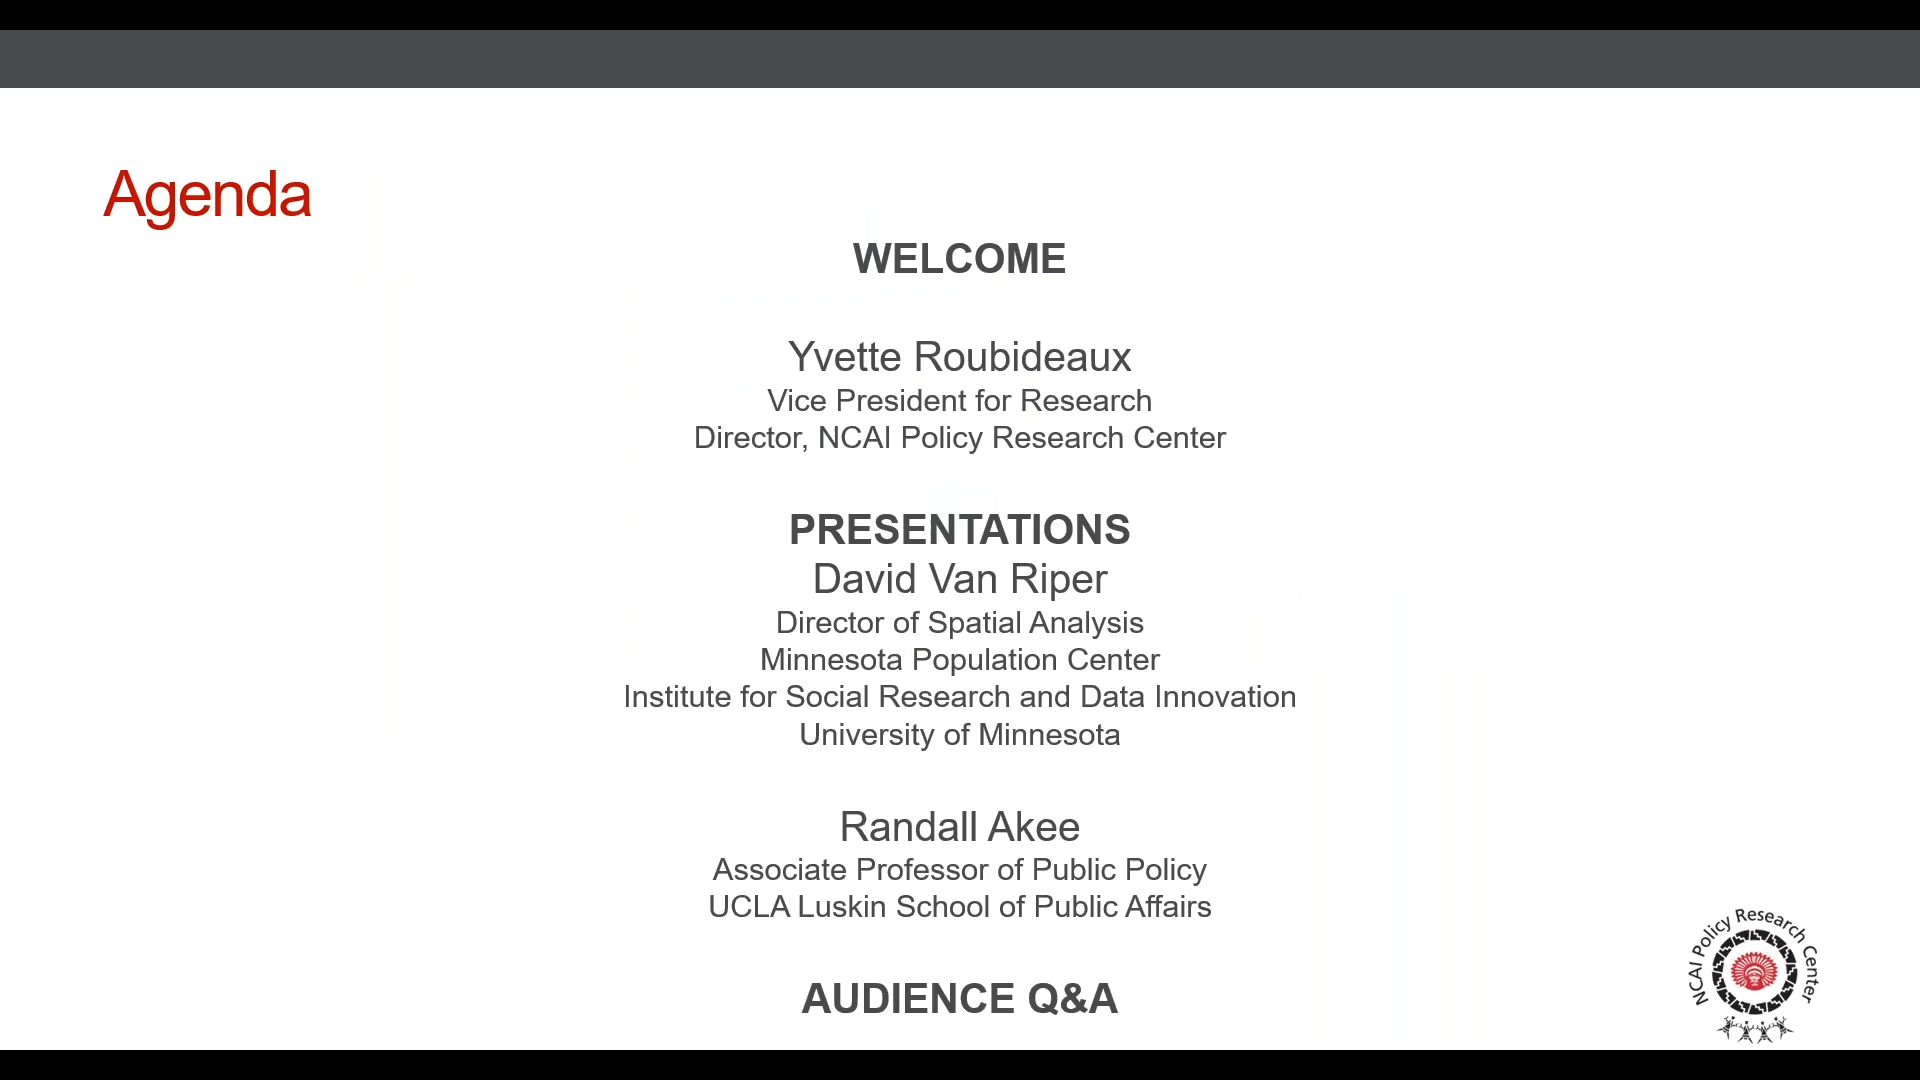 Agenda
WELCOME
Yvette Roubideaux
Vice President for Research
Director, NCAI Policy Research Center
PRESENTATIONS
David Van Riper
Director of Spatial Analysis
Minnesota Population Center
Institute for Social Research and Data Innovation
University of Minnesota
Randall Akee
Associate Professor of Public Policy
UCLA Luskin School of Public Affairs
AUDIENCE Q&A
NCAI Policy Research Center